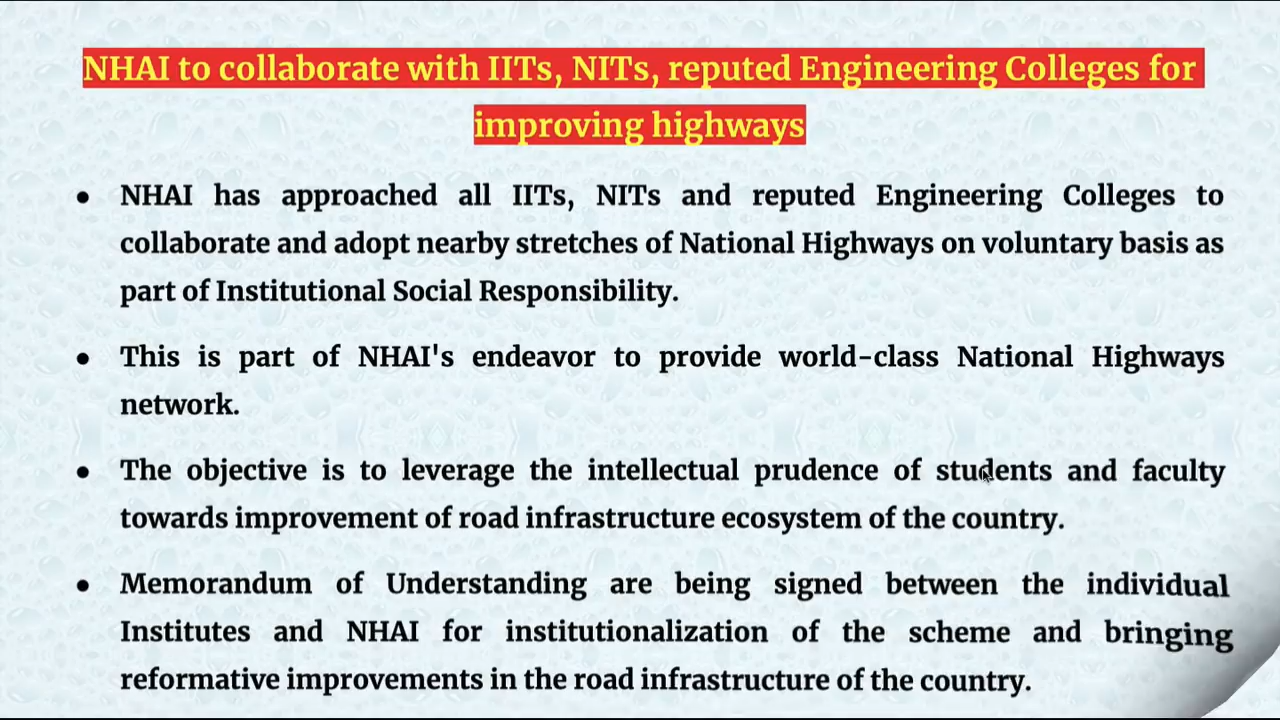 NHAI to collaborate with IITs, NITs, reputed Engineering Colleges for
improving highways
● NHAI has approached all IITs, NITs and reputed Engineering Colleges to
collaborate and adopt nearby stretches of National Highways on voluntary basis as
part of Institutional Social Responsibility.
● This is part of NHAI's endeavor to provide world-class National Highways
network.
● The objective is to leverage the intellectual prudence of students and faculty
towards improvement of road infrastructure ecosystem of the country.
● Memorandum of Understanding are being signed between the individual
Institutes and NHAI for institutionalization of the scheme and bringing
reformative improvements in the road infrastructure of the country.